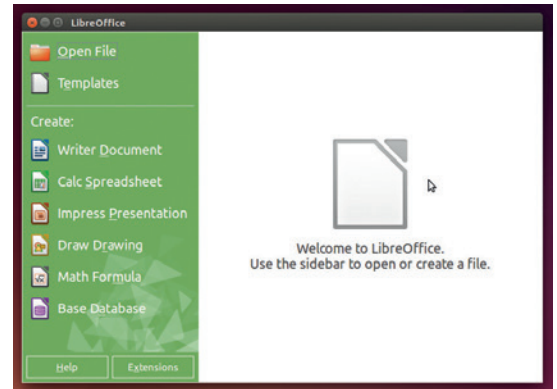 LibreOffice
Open File
Templates
Create:
Writer Document
Calc Spreadsheet
Impress Presentation
Draw Drawing
Math Formula
Base Database
Help
Extensions
Welcome to LibreOffice.
Use the sidebar to open or create a file.